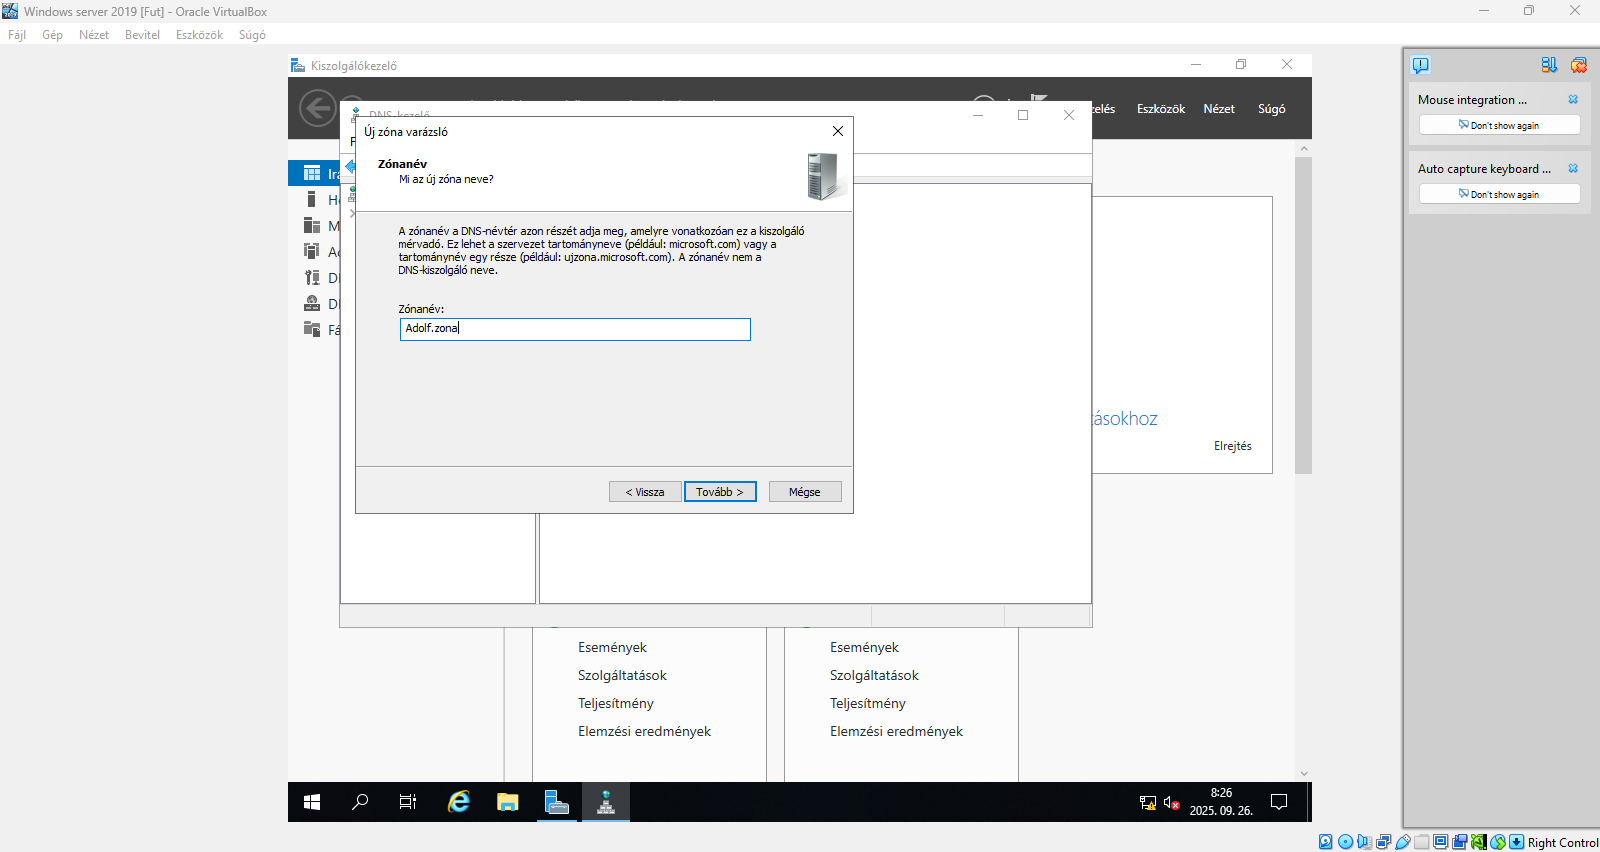 Windows server 2019 [Fut] - Oracle VirtualBox
Fájl Gép Nézet Bevitel Eszközök Súgó
Kiszolgálókezelő
Eszközök Nézet Súgó
DNS-kezelő
Új zóna varázsló
Zónanév
Mi az új zóna neve?
A zónanév a DNS-névtér azon részét adja meg, amelyre vonatkozóan ez a kiszolgáló
mérvadó. Ez lehet a szervezet tartományneve (például: microsoft.com) vagy a
tartománynév egy része (például: ujzona.microsoft.com). A zónanév nem a
DNS-kiszolgáló neve.
Zónanév:
Adolf.zona
< Vissza Tovább > Mégse
Elrejtés
Események
Szolgáltatások
Teljesítmény
Elemzési eredmények
Események
Szolgáltatások
Teljesítmény
Elemzési eredmények
8:26
2025. 09. 26.
Mouse integration ...
Don't show again
Auto capture keyboard ...
Don't show again
Right Control